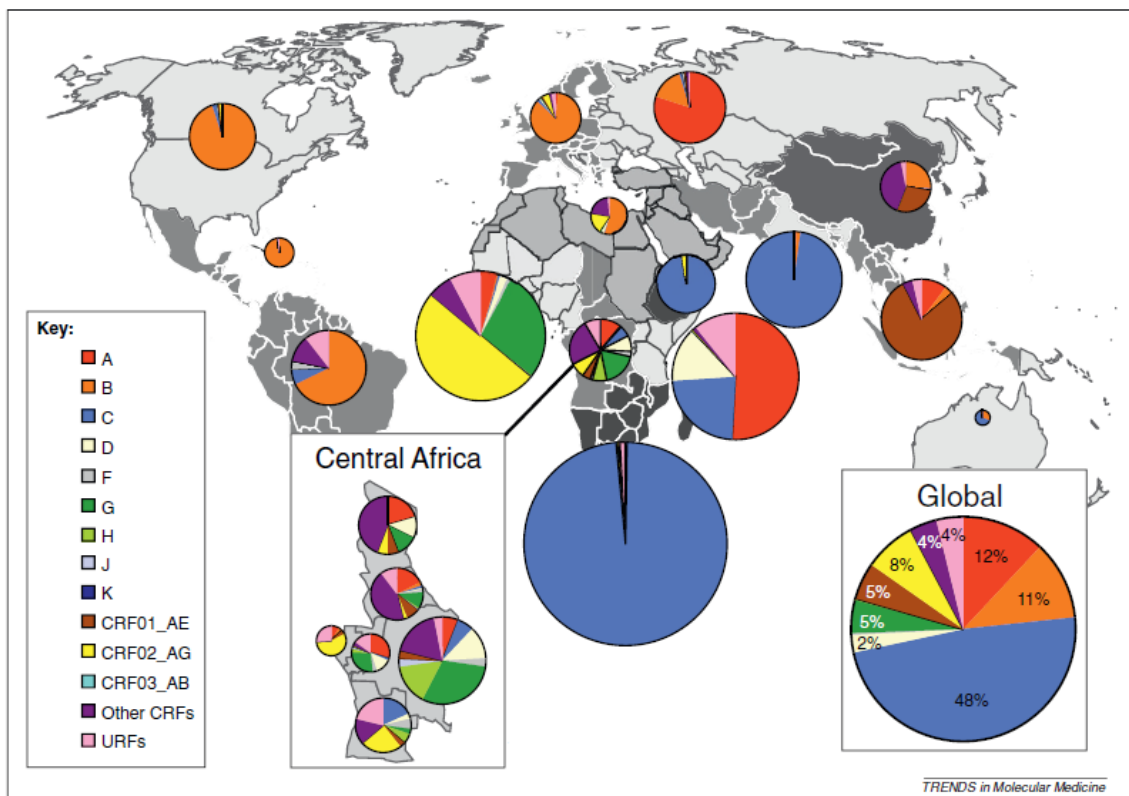 Key:
A
B
C
D
F
G
H
J
K
CRF01_AE
CRF02_AG
CRF03_AB
Other CRFs
URFs
Central Africa
Global
4%
4%
12%
8%
11%
5%
5%
2%
48%
TRENDS in Molecular Medicine